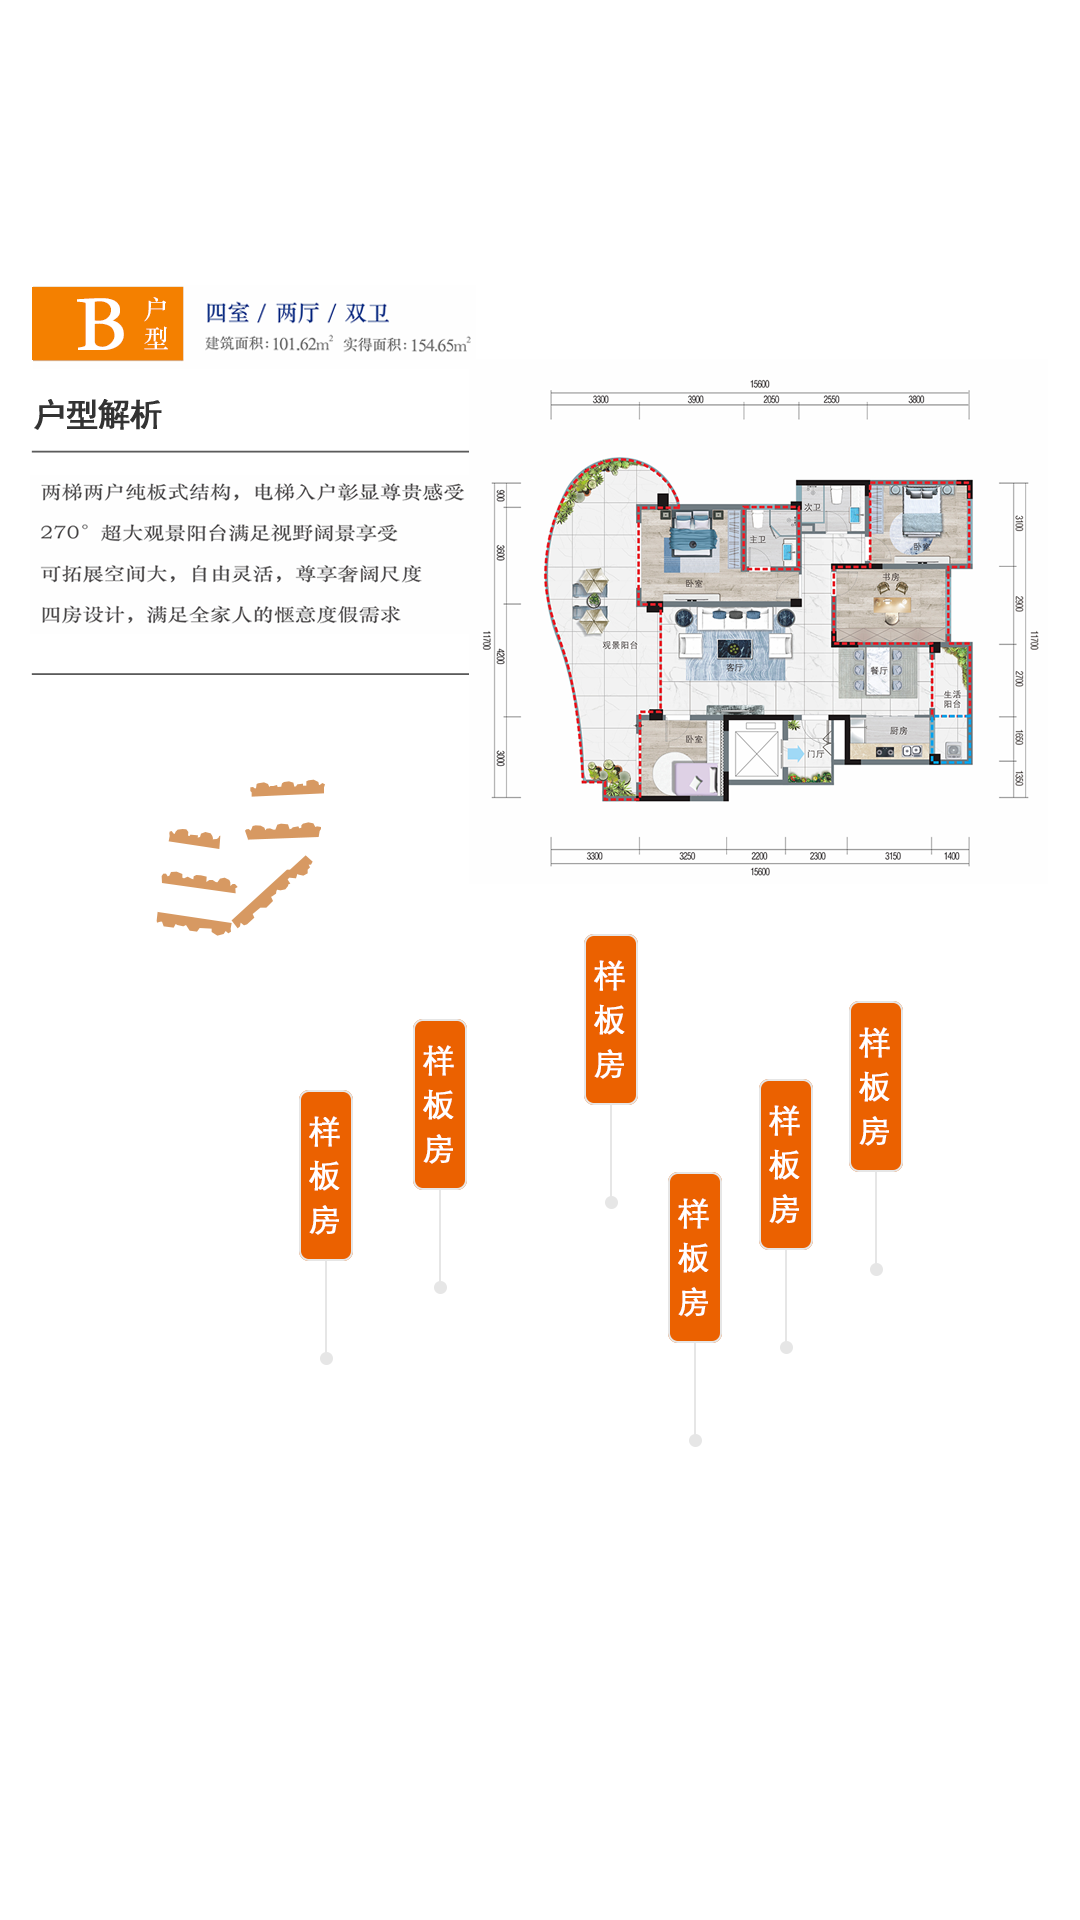 B 户型
四室 / 两厅 / 双卫
建筑面积:101.62m² 实得面积:154.65m²
户型解析
两梯两户纯板式结构，电梯入户彰显尊贵感受
270°超大观景阳台满足视野阔景享受
可拓展空间大，自由灵活，尊享奢阔尺度
四房设计，满足全家人的惬意度假需求
15600
3300 3900 2050 2550 3800
900
3600
4200
3000
11700
次卫
主卫
卧室
卧室
书房
观景阳台
客厅
餐厅
生活
阳台
卧室
门厅
厨房
3100
2900
2700
1650
1350
11700
3300 3250 2200 2300 3150 1400
15600
样板房
样板房
样板房
样板房
样板房
样板房